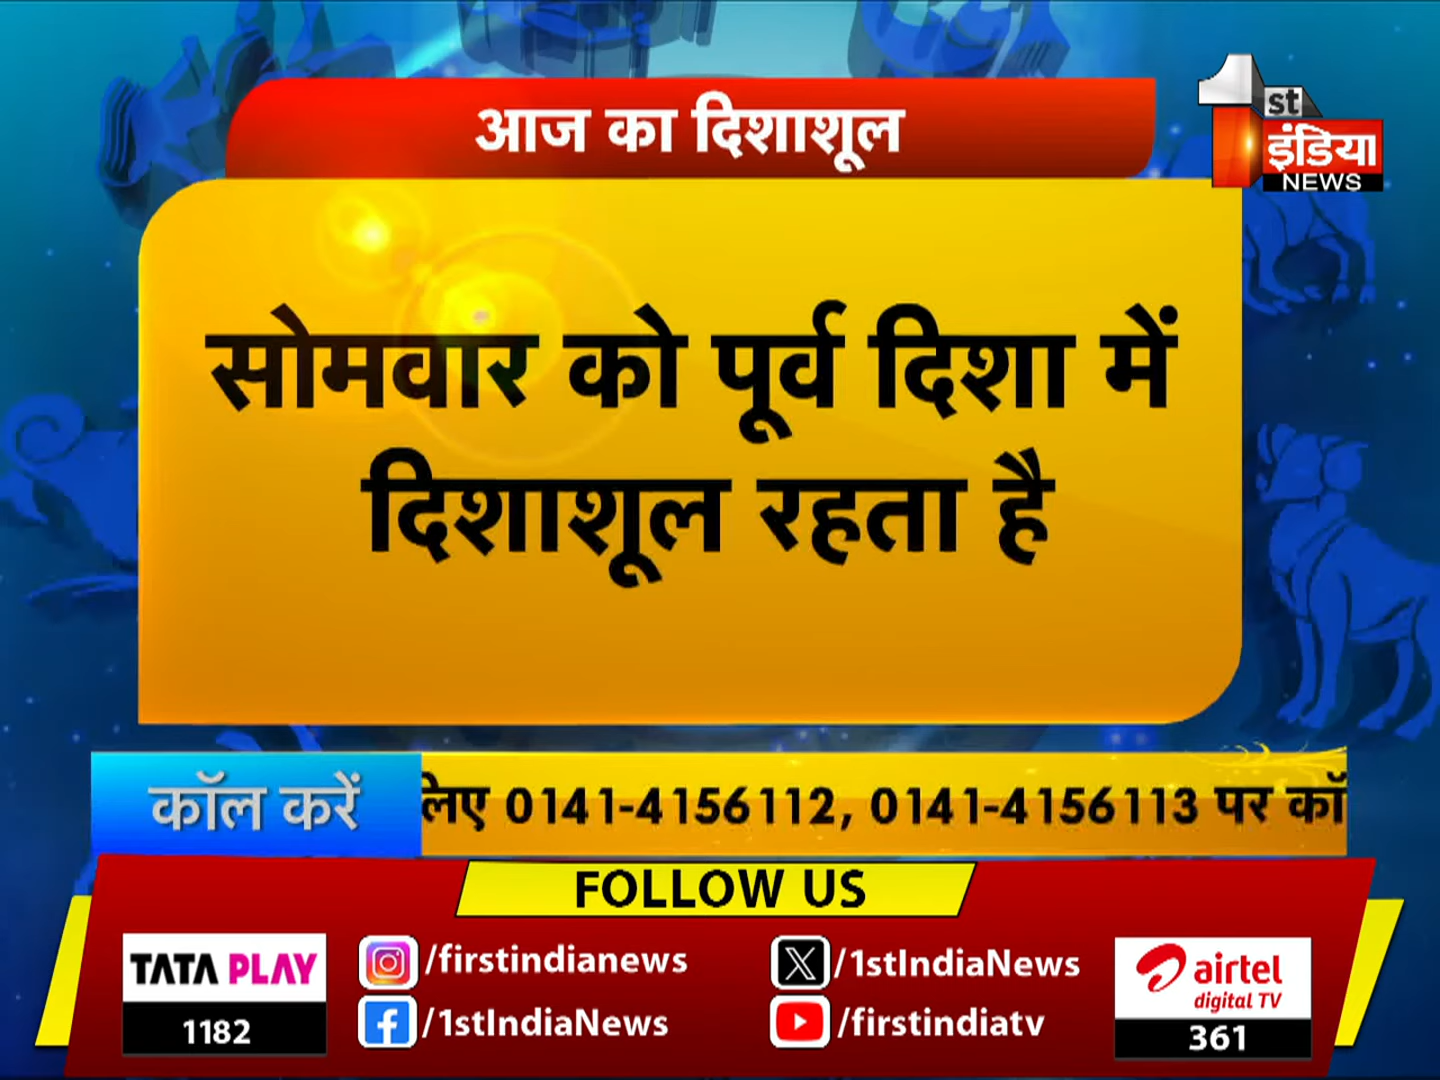 आज का दिशाशूल
1st
इंडिया
NEWS
सोमवार को पूर्व दिशा में
दिशाशूल रहता है
कॉल करें
लिए 0141-4156112, 0141-4156113 पर कॉ
FOLLOW US
TATA PLAY
1182
/firstindianews
/1stIndiaNews
/1stIndiaNews
/firstindiatv
airtel
digital TV
361